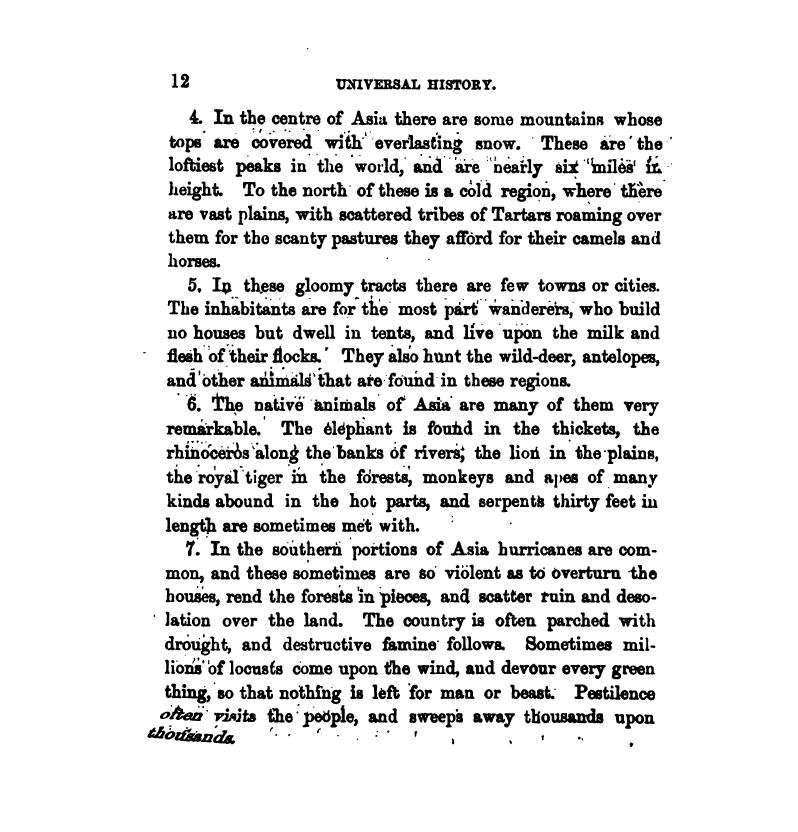 12 UNIVERSAL HISTORY.
4. In the centre of Asia there are some mountains whose
tops are covered with everlasting snow. These are the
loftiest peaks in the world, and are nearly six miles in
height. To the north of these is a cold region, where there
are vast plains, with scattered tribes of Tartars roaming over
them for the scanty pastures they afford for their camels and
horses.
5. In these gloomy tracts there are few towns or cities.
The inhabitants are for the most part wanderers, who build
no houses but dwell in tents, and live upon the milk and
flesh of their flocks. They also hunt the wild-deer, antelopes,
and other animals that are found in these regions.
6. The native animals of Asia are many of them very
remarkable. The elephant is found in the thickets, the
rhinoceros along the banks of rivers; the lion in the plains,
the royal tiger in the forests, monkeys and apes of many
kinds abound in the hot parts, and serpents thirty feet in
length are sometimes met with.
7. In the southern portions of Asia hurricanes are com-
mon, and these sometimes are so violent as to overturn the
houses, rend the forests in pieces, and scatter ruin and deso-
lation over the land. The country is often parched with
drought, and destructive famine follows. Sometimes mil-
lions of locusts come upon the wind, and devour every green
thing, so that nothing is left for man or beast. Pestilence
often visits the people, and sweeps away thousands upon
thousands.